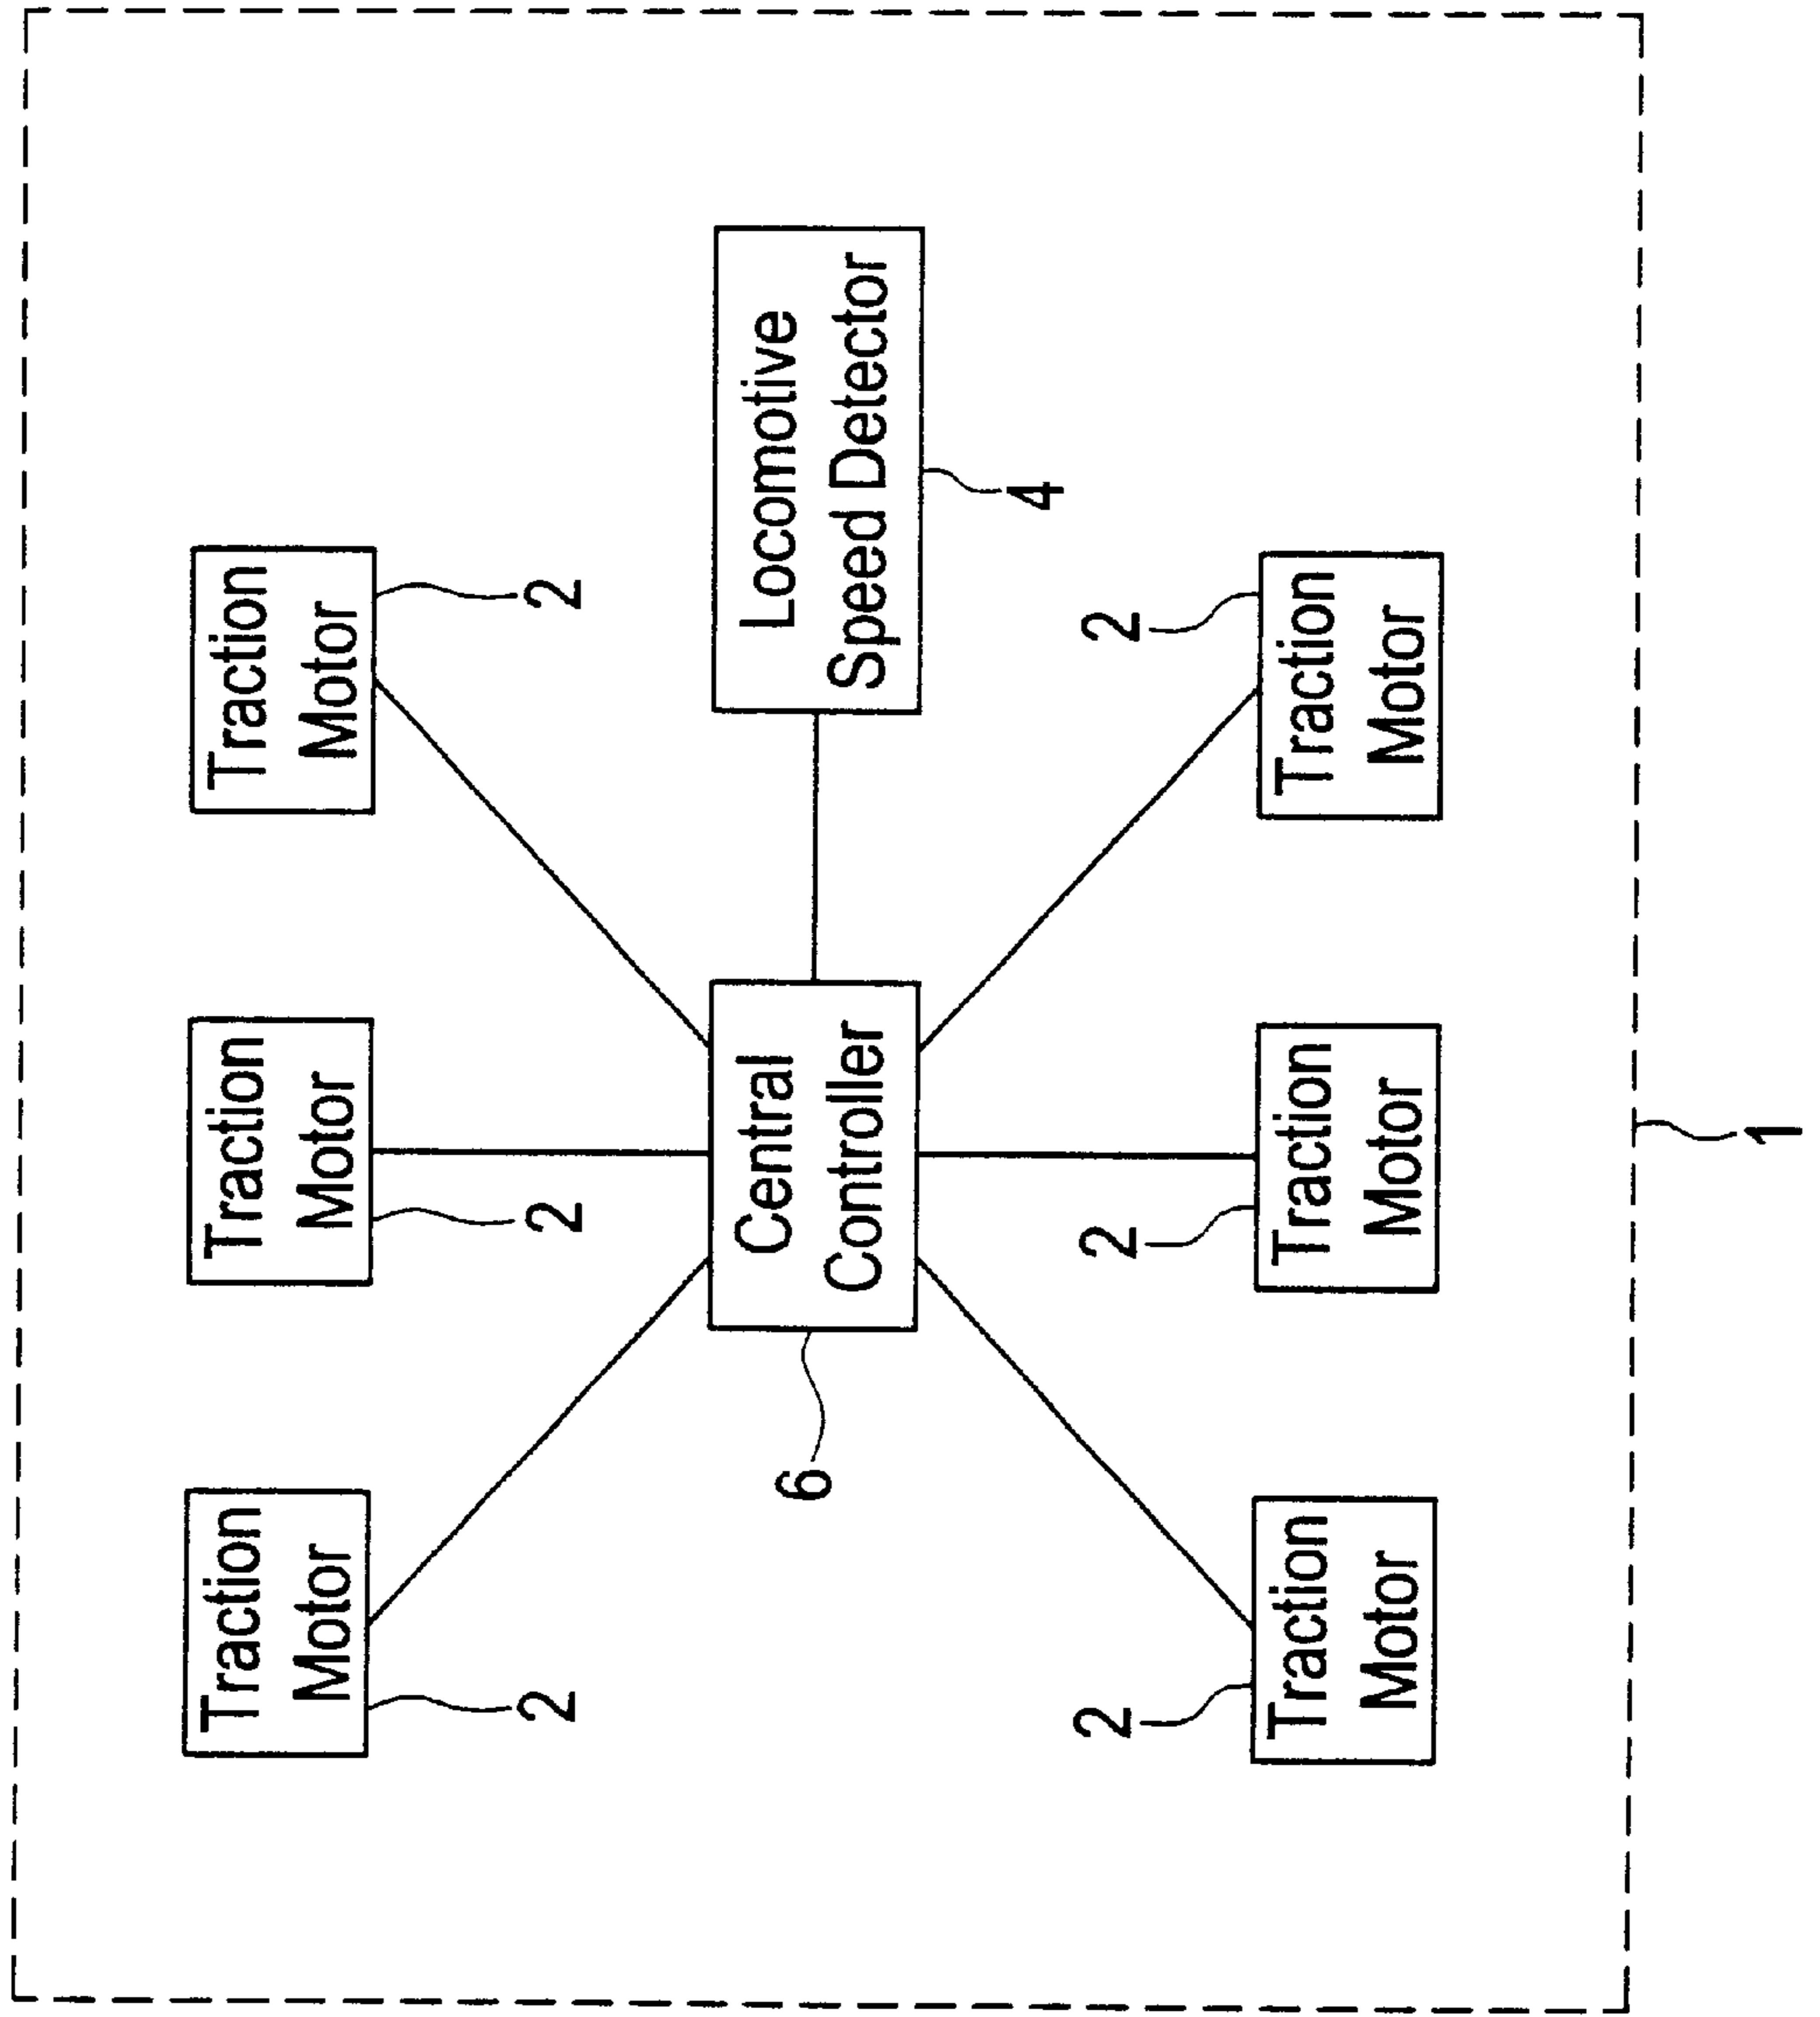 Traction
Motor
2
Traction
Motor
2
Traction
Motor
2
Central
Controller
6
Locomotive
Speed Detector
4
Traction
Motor
2
Traction
Motor
2
Traction
Motor
2
1